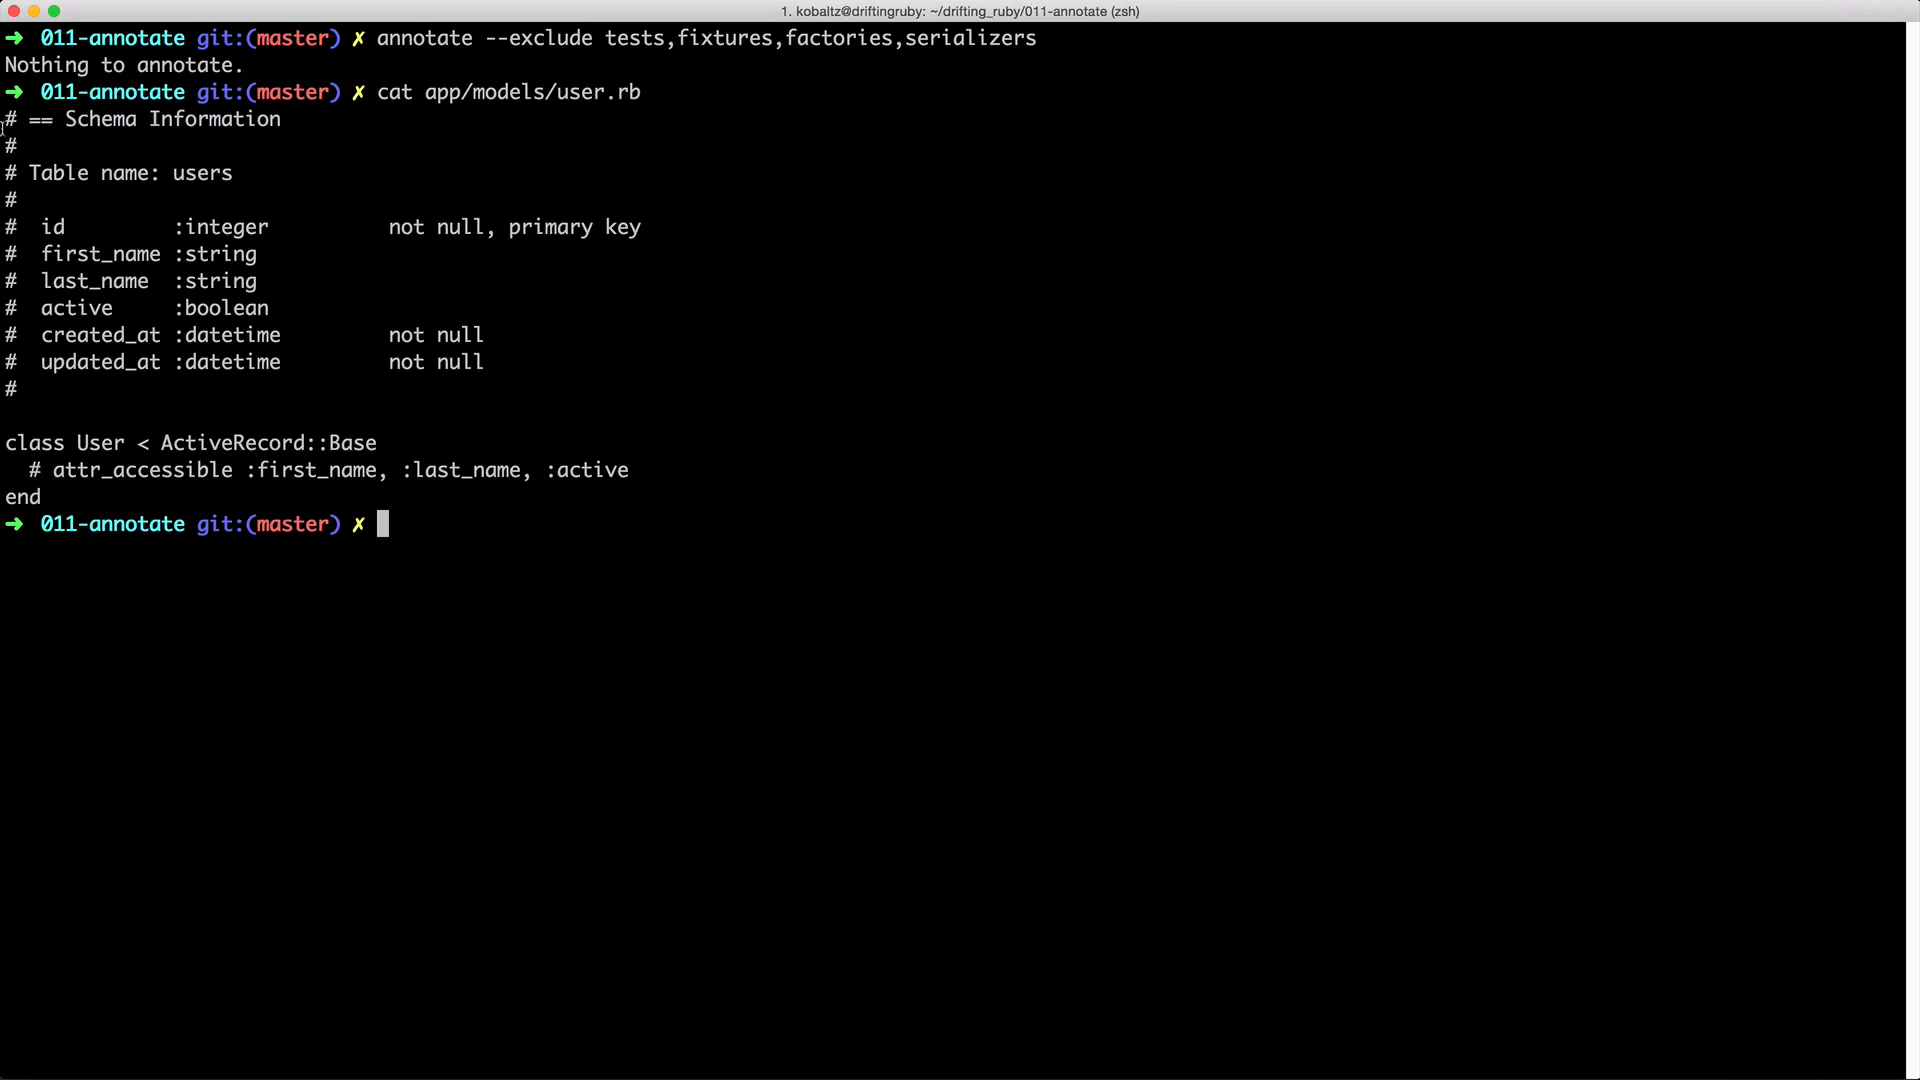 1. kobaltz@driftingruby: ~/drifting_ruby/011-annotate (zsh)
➜  011-annotate git:(master) ✗ annotate --exclude tests,fixtures,factories,serializers
Nothing to annotate.
➜  011-annotate git:(master) ✗ cat app/models/user.rb
# == Schema Information
#
# Table name: users
#
#  id         :integer          not null, primary key
#  first_name :string
#  last_name  :string
#  active     :boolean
#  created_at :datetime         not null
#  updated_at :datetime         not null
#

class User < ActiveRecord::Base
  # attr_accessible :first_name, :last_name, :active
end
➜  011-annotate git:(master) ✗